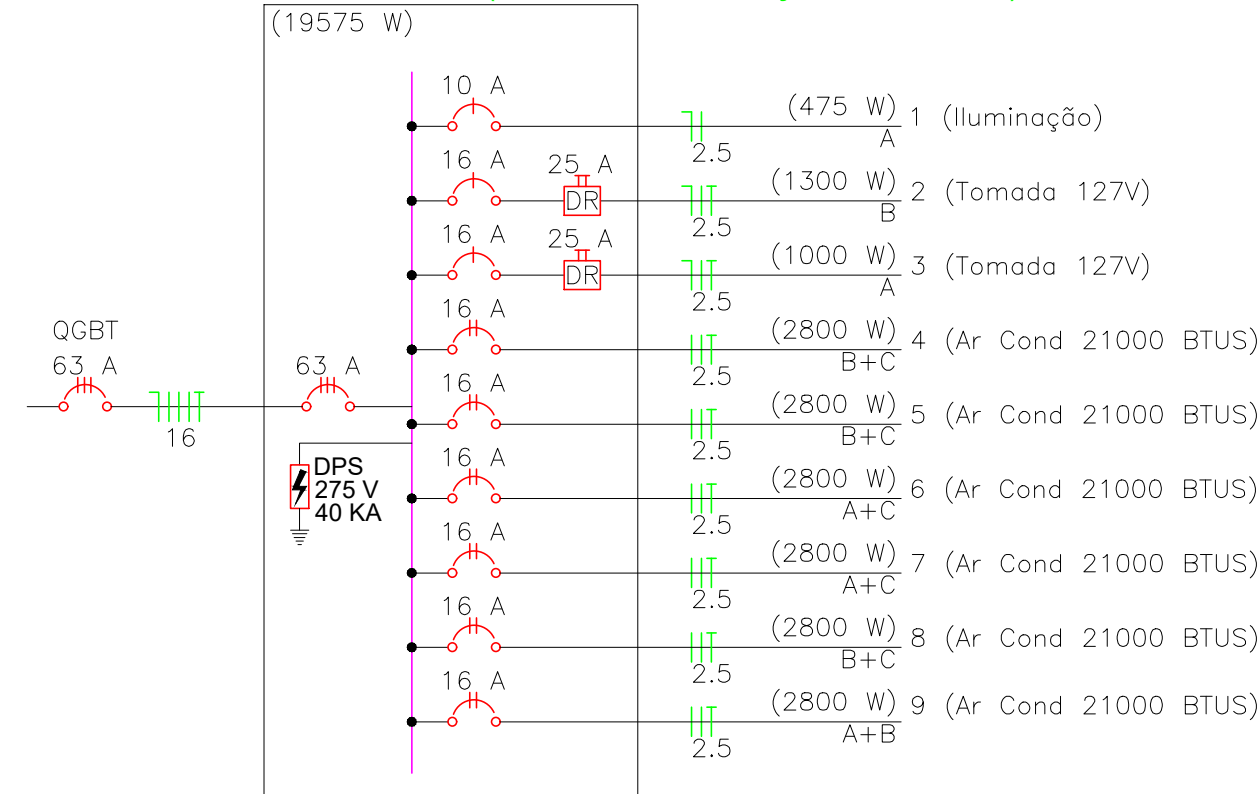 (19575 W)
10 A
(475 W) 1 (Iluminação)
A
2.5
16 A
25 A
DR
(1300 W) 2 (Tomada 127V)
B
2.5
16 A
25 A
DR
(1000 W) 3 (Tomada 127V)
A
2.5
16 A
(2800 W) 4 (Ar Cond 21000 BTUS)
B+C
2.5
QGBT
63 A
16
63 A
16 A
(2800 W) 5 (Ar Cond 21000 BTUS)
B+C
2.5
DPS
275 V
40 KA
16 A
(2800 W) 6 (Ar Cond 21000 BTUS)
A+C
2.5
16 A
(2800 W) 7 (Ar Cond 21000 BTUS)
A+C
2.5
16 A
(2800 W) 8 (Ar Cond 21000 BTUS)
B+C
2.5
16 A
(2800 W) 9 (Ar Cond 21000 BTUS)
A+B
2.5